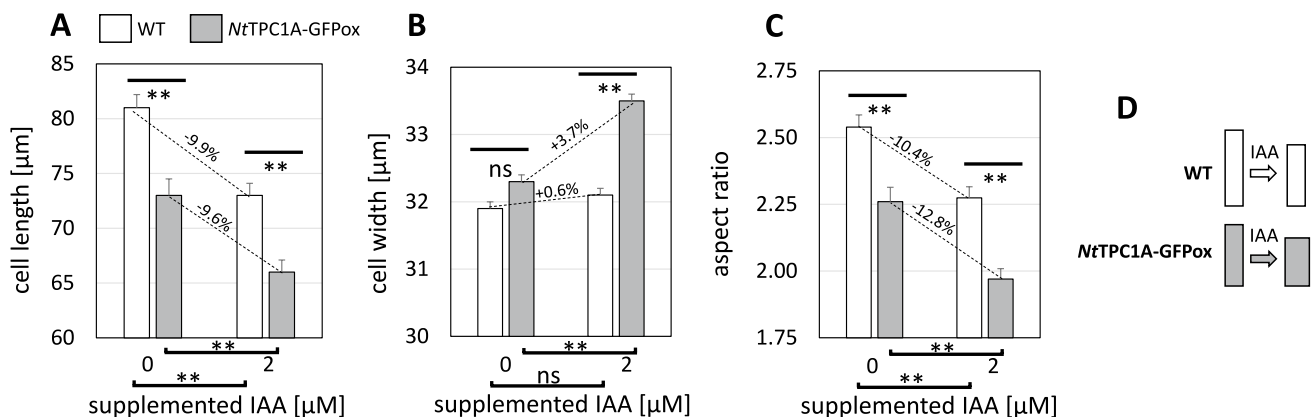 A
WT
NtTPC1A-GFPox
85
80
75
70
65
60
cell length [µm]
**
-9.9%
**
-9.6%
**
0
2
**
supplemented IAA [µM]
B
34
33
32
31
30
cell width [µm]
**
+3.7%
ns
+0.6%
**
0
2
ns
supplemented IAA [µM]
C
2.75
2.50
2.25
2.00
1.75
aspect ratio
**
-10.4%
**
-12.8%
**
0
2
**
supplemented IAA [µM]
D
WT
IAA
NtTPC1A-GFPox
IAA